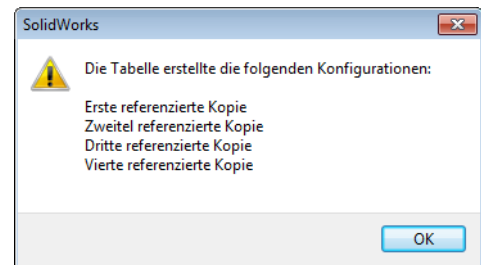 SolidWorks
Die Tabelle erstellte die folgenden Konfigurationen:
Erste referenzierte Kopie
Zweitel referenzierte Kopie
Dritte referenzierte Kopie
Vierte referenzierte Kopie
OK